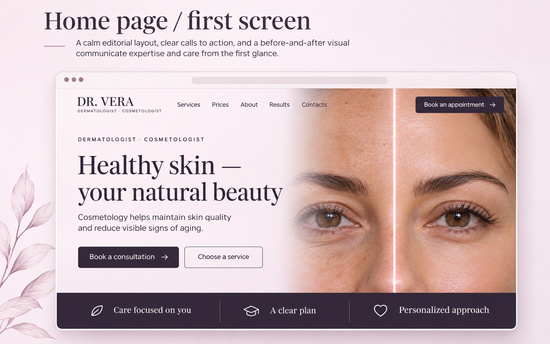 Home page / first screen
A calm editorial layout, clear calls to action, and a before-and-after visual
communicate expertise and care from the first glance.
DR. VERA
DERMATOLOGIST · COSMETOLOGIST
Services Prices About Results Contacts
Book an appointment →
DERMATOLOGIST · COSMETOLOGIST
Healthy skin —
your natural beauty
Cosmetology helps maintain skin quality
and reduce visible signs of aging.
Book a consultation →
Choose a service
Care focused on you
A clear plan
Personalized approach